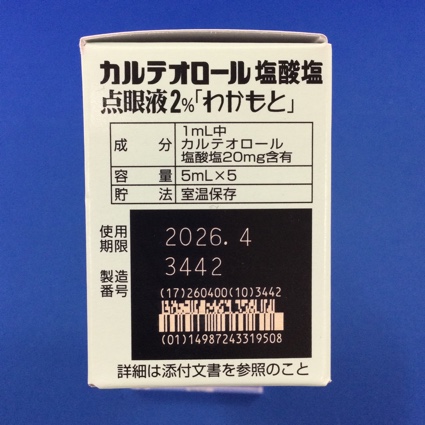 カルテオロール塩酸塩
点眼液2%「わかもと」
成分 1mL中
カルテオロール
塩酸塩20mg含有
容量 5mL×5
貯法 室温保存
使用期限 2026.4
製造番号 3442
(17)260400(10)3442
(01)14987243319508
詳細は添付文書を参照のこと